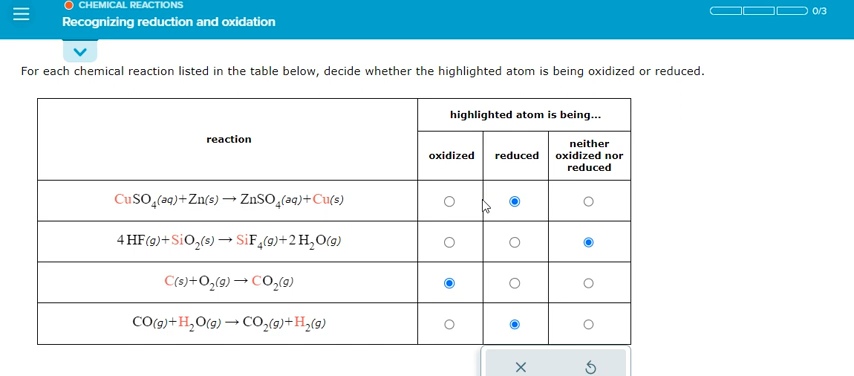 CHEMICAL REACTIONS
Recognizing reduction and oxidation
0/3
For each chemical reaction listed in the table below, decide whether the highlighted atom is being oxidized or reduced.
highlighted atom is being...
reaction
oxidized
reduced
neither
oxidized nor
reduced
CuSO₄(aq)+Zn(s) → ZnSO₄(aq)+Cu(s)
4 HF(g)+SiO₂(s) → SiF₄(g)+2 H₂O(g)
C(s)+O₂(g) → CO₂(g)
CO(g)+H₂O(g) → CO₂(g)+H₂(g)